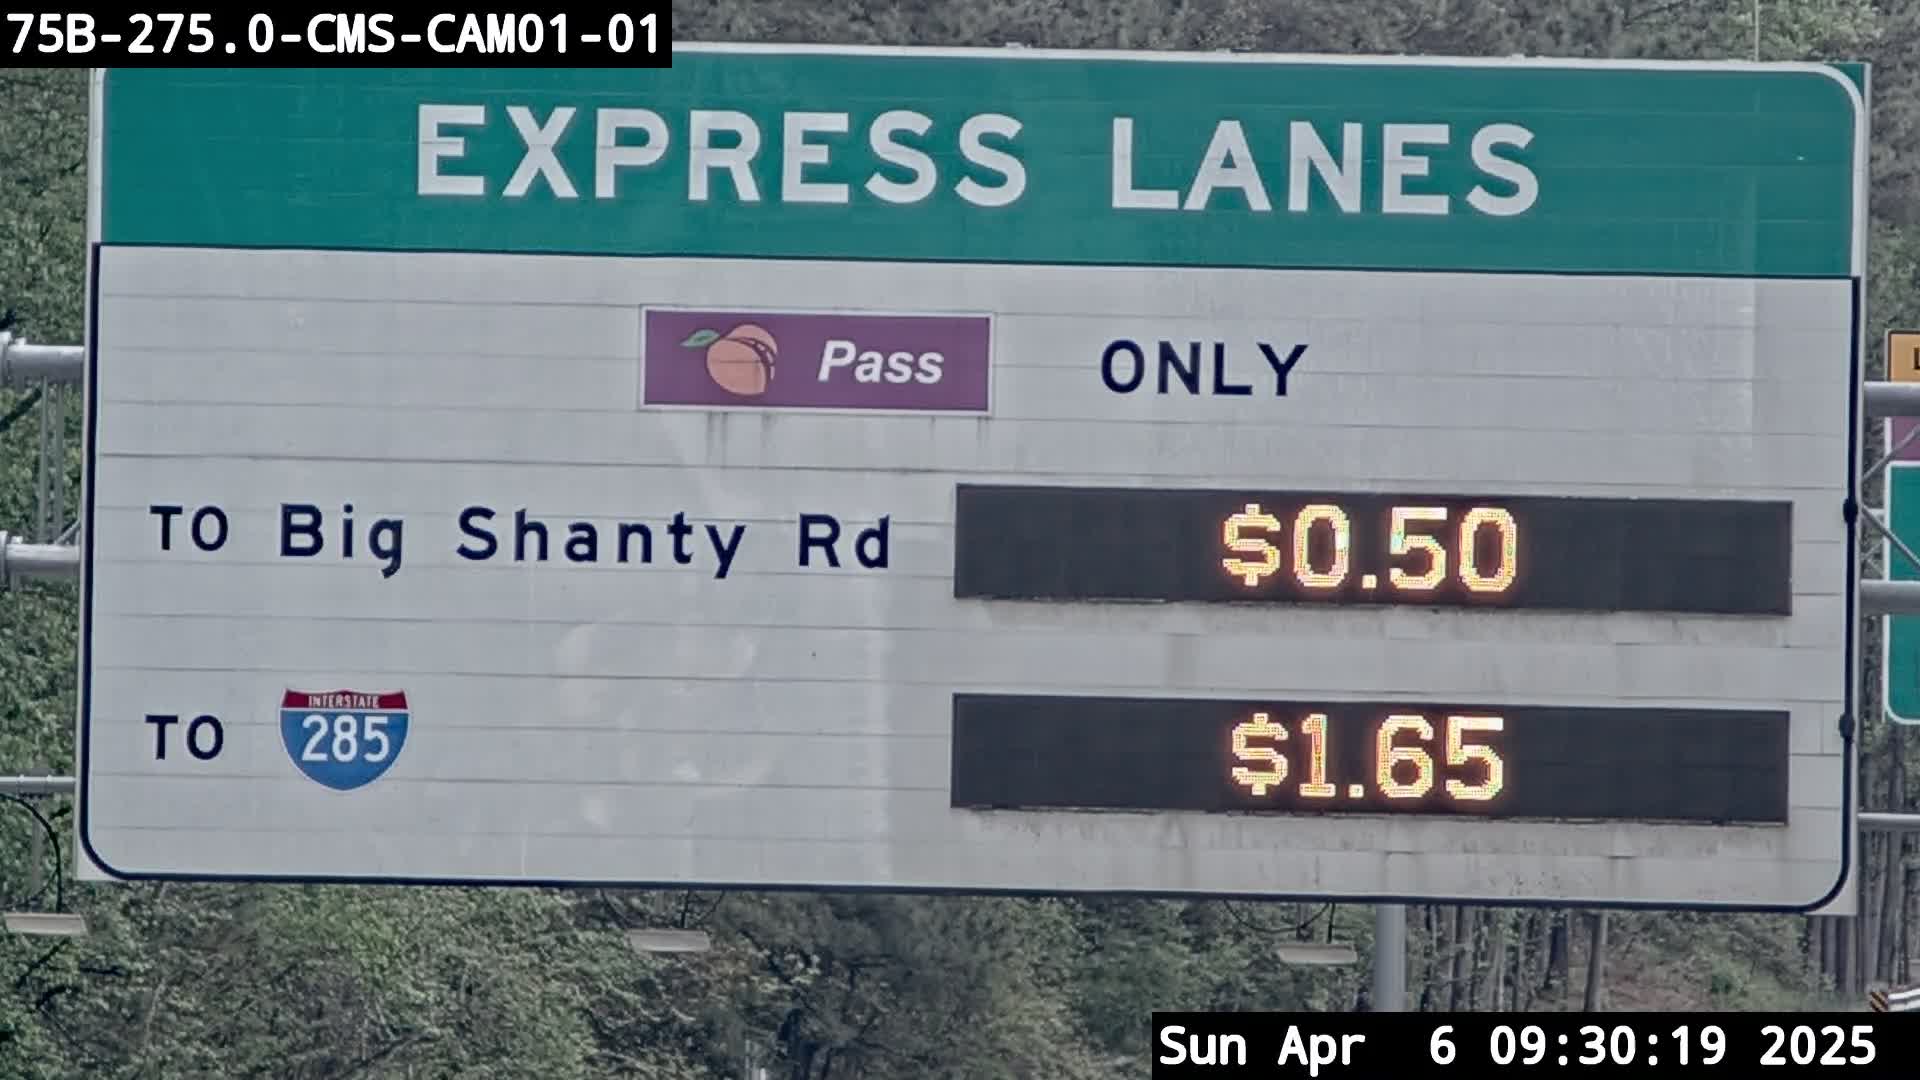 75B-275.0-CMS-CAM01-01
EXPRESS LANES
Pass ONLY
TO Big Shanty Rd $0.50
TO INTERSTATE 285 $1.65
Sun Apr 6 09:30:19 2025